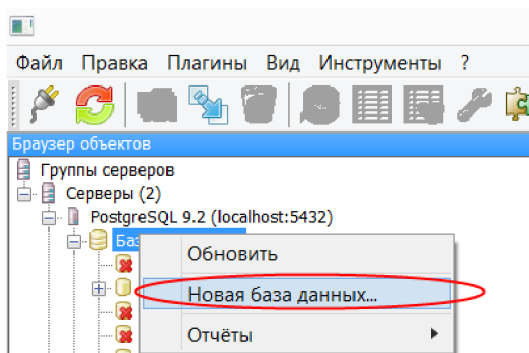 Файл Правка Плагины Вид Инструменты ?
Браузер объектов
Группы серверов
Серверы (2)
PostgreSQL 9.2 (localhost:5432)
Обновить
Новая база данных...
Отчёты